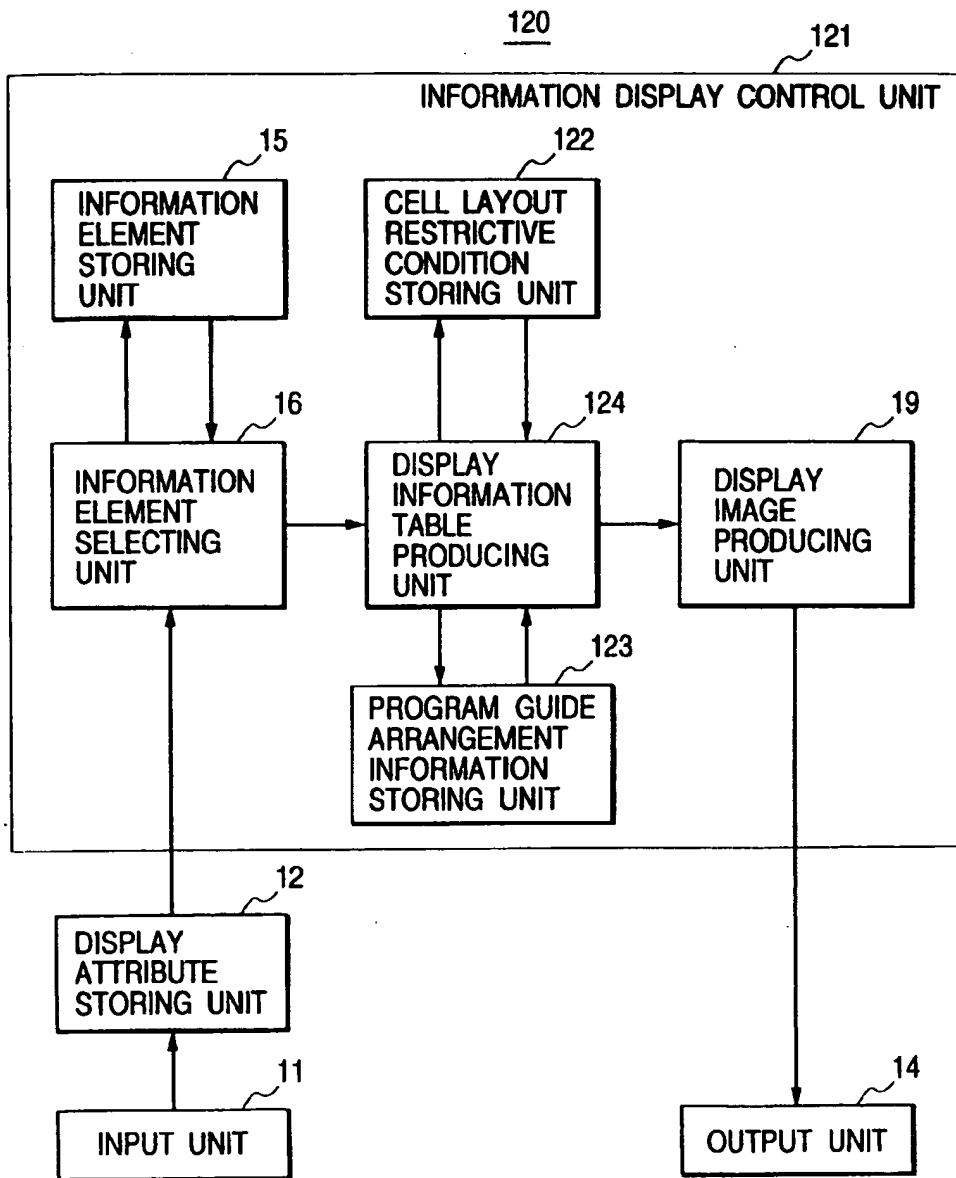 120
121
INFORMATION DISPLAY CONTROL UNIT
15
INFORMATION
ELEMENT
STORING
UNIT
122
CELL LAYOUT
RESTRICTIVE
CONDITION
STORING UNIT
16
INFORMATION
ELEMENT
SELECTING
UNIT
124
DISPLAY
INFORMATION
TABLE
PRODUCING
UNIT
19
DISPLAY
IMAGE
PRODUCING
UNIT
123
PROGRAM GUIDE
ARRANGEMENT
INFORMATION
STORING UNIT
12
DISPLAY
ATTRIBUTE
STORING UNIT
11
INPUT UNIT
14
OUTPUT UNIT